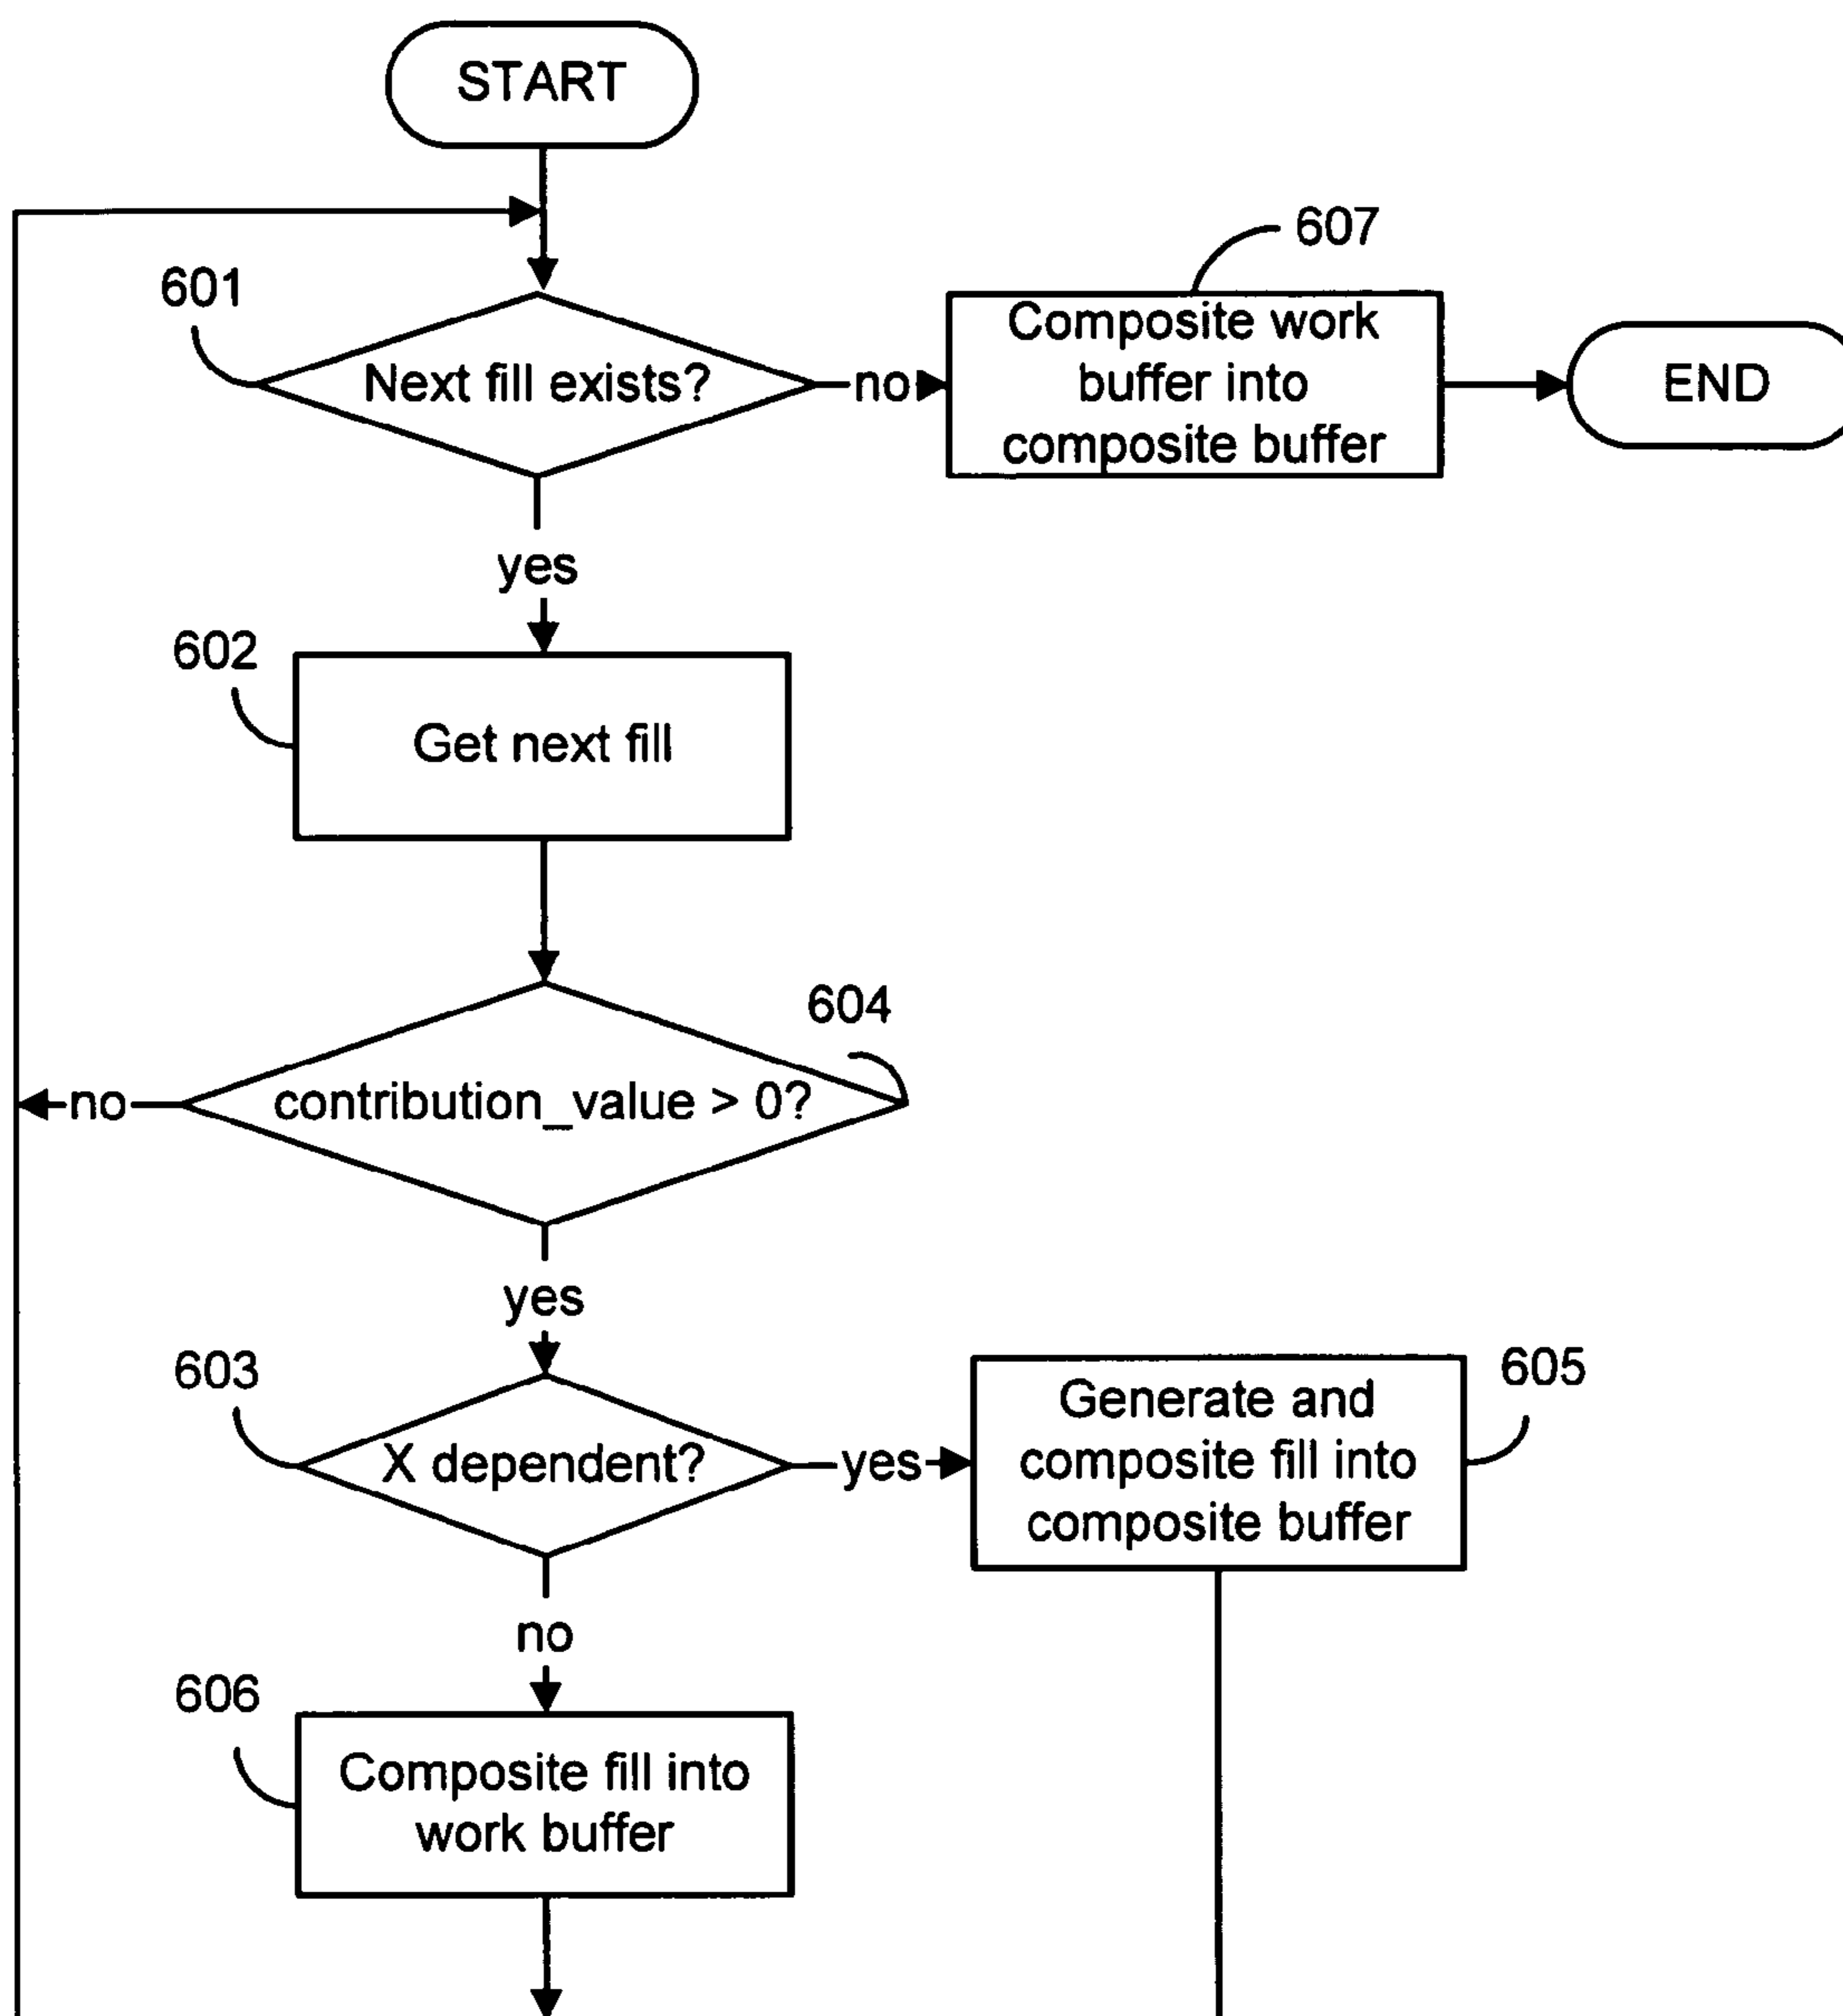 START
607
601
Composite work
buffer into
composite buffer
Next fill exists?
no
END
yes
602
Get next fill
604
contribution_value > 0?
no
yes
603
605
Generate and
composite fill into
composite buffer
X dependent?
yes
no
606
Composite fill into
work buffer